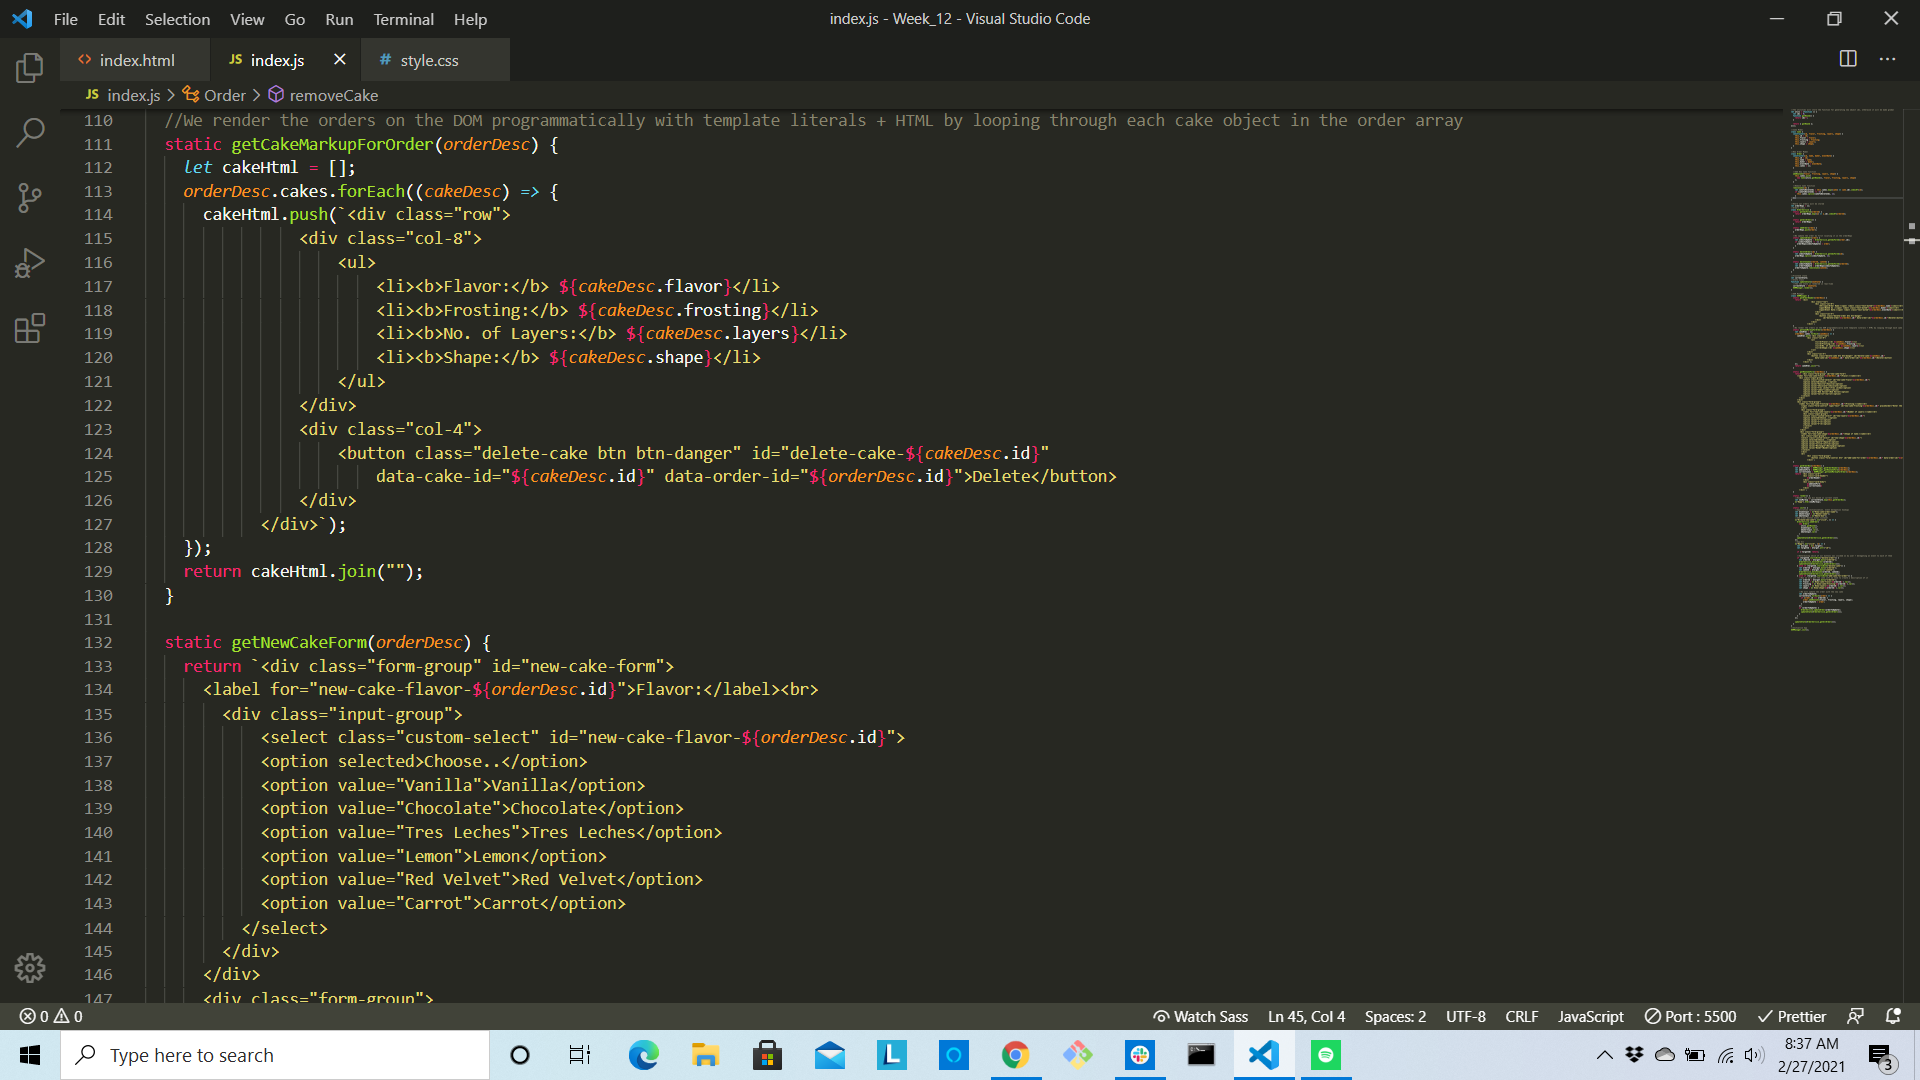 File Edit Selection View Go Run Terminal Help
index.js - Week_12 - Visual Studio Code
<> index.html JS index.js # style.css
JS index.js > Order > removeCake
110 //We render the orders on the DOM programmatically with template literals + HTML by looping through each cake object in the order array
111 static getCakeMarkupForOrder(orderDesc) {
112 let cakeHtml = [];
113 orderDesc.cakes.forEach((cakeDesc) => {
114 cakeHtml.push(`<div class="row">
115 <div class="col-8">
116 <ul>
117 <li><b>Flavor:</b> ${cakeDesc.flavor}</li>
118 <li><b>Frosting:</b> ${cakeDesc.frosting}</li>
119 <li><b>No. of Layers:</b> ${cakeDesc.layers}</li>
120 <li><b>Shape:</b> ${cakeDesc.shape}</li>
121 </ul>
122 </div>
123 <div class="col-4">
124 <button class="delete-cake btn btn-danger" id="delete-cake-${cakeDesc.id}"
125 data-cake-id="${cakeDesc.id}" data-order-id="${orderDesc.id}">Delete</button>
126 </div>
127 </div>`);
128 });
129 return cakeHtml.join("");
130 }
131
132 static getNewCakeForm(orderDesc) {
133 return `<div class="form-group" id="new-cake-form">
134 <label for="new-cake-flavor-${orderDesc.id}">Flavor:</label><br>
135 <div class="input-group">
136 <select class="custom-select" id="new-cake-flavor-${orderDesc.id}">
137 <option selected>Choose..</option>
138 <option value="Vanilla">Vanilla</option>
139 <option value="Chocolate">Chocolate</option>
140 <option value="Tres Leches">Tres Leches</option>
141 <option value="Lemon">Lemon</option>
142 <option value="Red Velvet">Red Velvet</option>
143 <option value="Carrot">Carrot</option>
144 </select>
145 </div>
146 </div>
147 <div class="form-group">
0 0 Watch Sass Ln 45, Col 4 Spaces: 2 UTF-8 CRLF JavaScript Port : 5500 Prettier
Type here to search
L
8:37 AM
2/27/2021
3